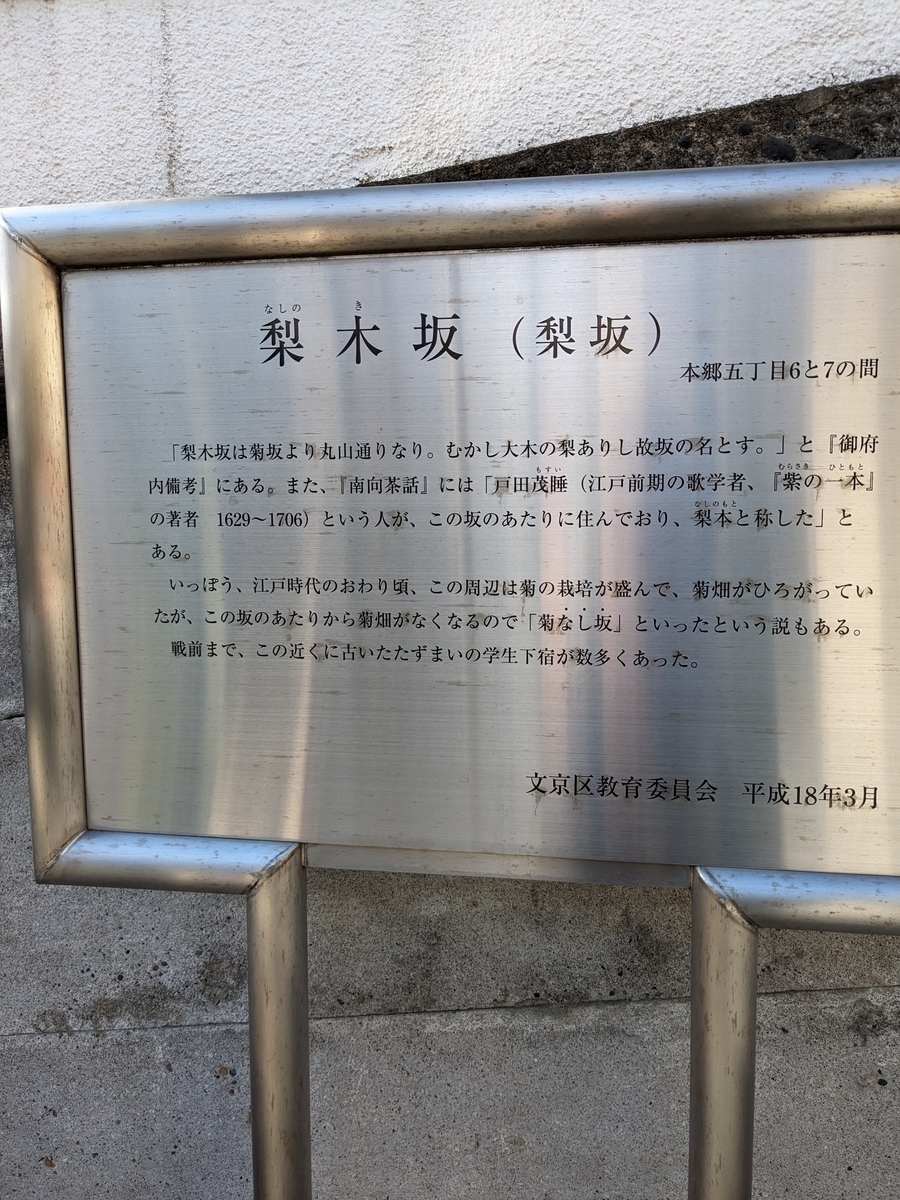 梨木坂（梨坂）
本郷五丁目6と7の間
「梨木坂は菊坂より丸山通りなり。むかし大木の梨ありし故坂の名とす。」と『御府
内備考』にある。また、『南向茶話』には「戸田茂睡（江戸前期の歌学者、『紫の一本』
の著者　1629～1706）という人が、この坂のあたりに住んでおり、梨本と称した」と
ある。
いっぽう、江戸時代のおわり頃、この周辺は菊の栽培が盛んで、菊畑がひろがってい
たが、この坂のあたりから菊畑がなくなるので「菊なし坂」といったという説もある。
戦前まで、この近くに古いたたずまいの学生下宿が数多くあった。
文京区教育委員会　平成18年3月